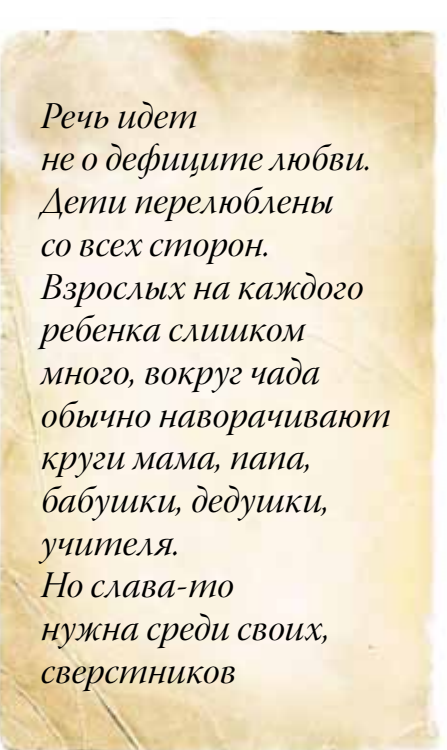 Речь идет
не о дефиците любви.
Дети перелюблены
со всех сторон.
Взрослых на каждого
ребенка слишком
много, вокруг чада
обычно наворачивают
круги мама, папа,
бабушки, дедушки,
учителя.
Но слава-то
нужна среди своих,
сверстников